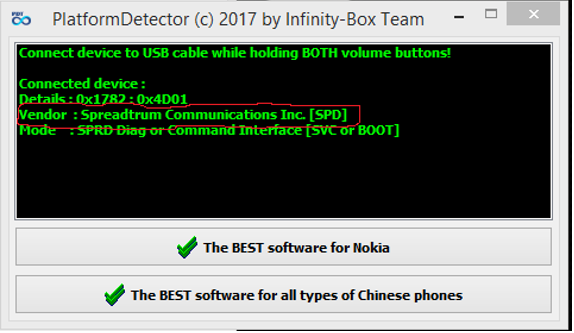 PlatformDetector (c) 2017 by Infinity-Box Team
Connect device to USB cable while holding BOTH volume buttons!
Connected device :
Details : 0x1782 : 0x4D01
Vendor : Spreadtrum Communications Inc. [SPD]
Mode : SPRD Diag or Command Interface [SVC or BOOT]
The BEST software for Nokia
The BEST software for all types of Chinese phones